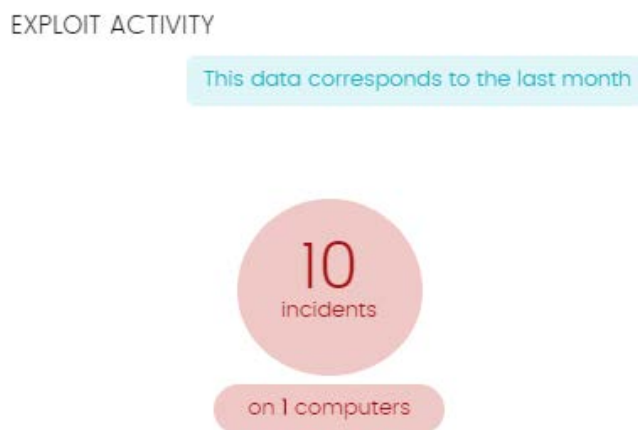 EXPLOIT ACTIVITY
This data corresponds to the last month
10
incidents
on 1 computers